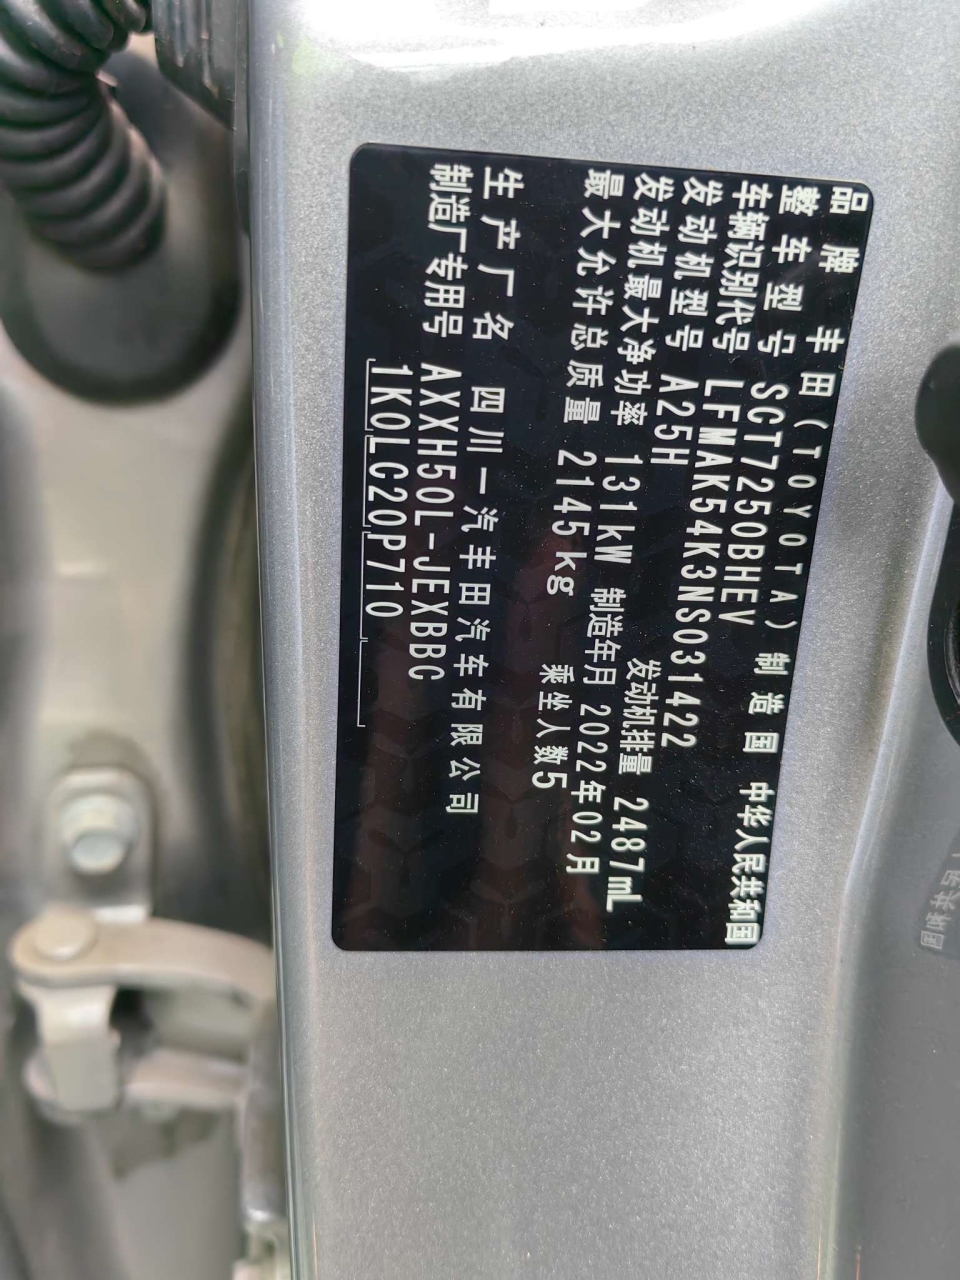 品牌 丰田(TOYOTA) 制造国 中华人民共和国
整车型号 SCT7250BHEV
车辆识别代号 LFMAK54K3NS031422
发动机型号 A25H 发动机排量 2487mL
发动机最大净功率 131kW 制造年月 2022年02月
最大允许总质量 2145kg 乘坐人数5
生产厂名 四川一汽丰田汽车有限公司
制造厂专用号 AXXH50L-JEXBBC
1K0LC20P710